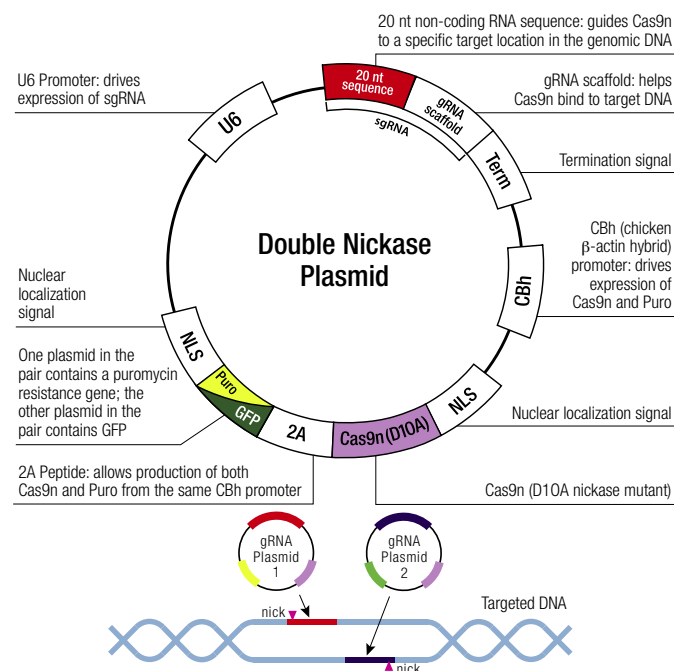 20 nt non-coding RNA sequence: guides Cas9n
to a specific target location in the genomic DNA
U6 Promoter: drives
expression of sgRNA
20 nt
sequence
gRNA
scaffold
sgRNA
gRNA scaffold: helps
Cas9n bind to target DNA
U6
Term
Termination signal
Double Nickase
Plasmid
CBh (chicken
β-actin hybrid)
promoter: drives
expression of
Cas9n and Puro
CBh
Nuclear
localization
signal
NLS
One plasmid in the
pair contains a puromycin
resistance gene; the
other plasmid in the
pair contains GFP
Puro
GFP
2A
Cas9n (D10A)
NLS
Nuclear localization signal
2A Peptide: allows production of both
Cas9n and Puro from the same CBh promoter
Cas9n (D10A nickase mutant)
gRNA
Plasmid
1
gRNA
Plasmid
2
Targeted DNA
nick
nick